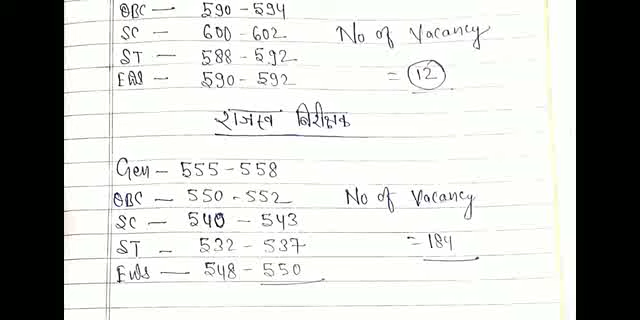 OBC — 590 - 594
SC — 600 - 602
No of Vacancy
ST — 588 - 592
EWS — 590 - 592
= 12
राजस्व निरीक्षक
Gen - 555 - 558
OBC — 550 - 552
No of Vacancy
SC — 540 - 543
ST — 532 - 537
= 184
EWS — 548 - 550